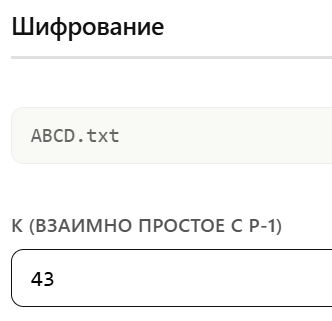 Шифрование
ABCD.txt
К (ВЗАИМНО ПРОСТОЕ С P-1)
43